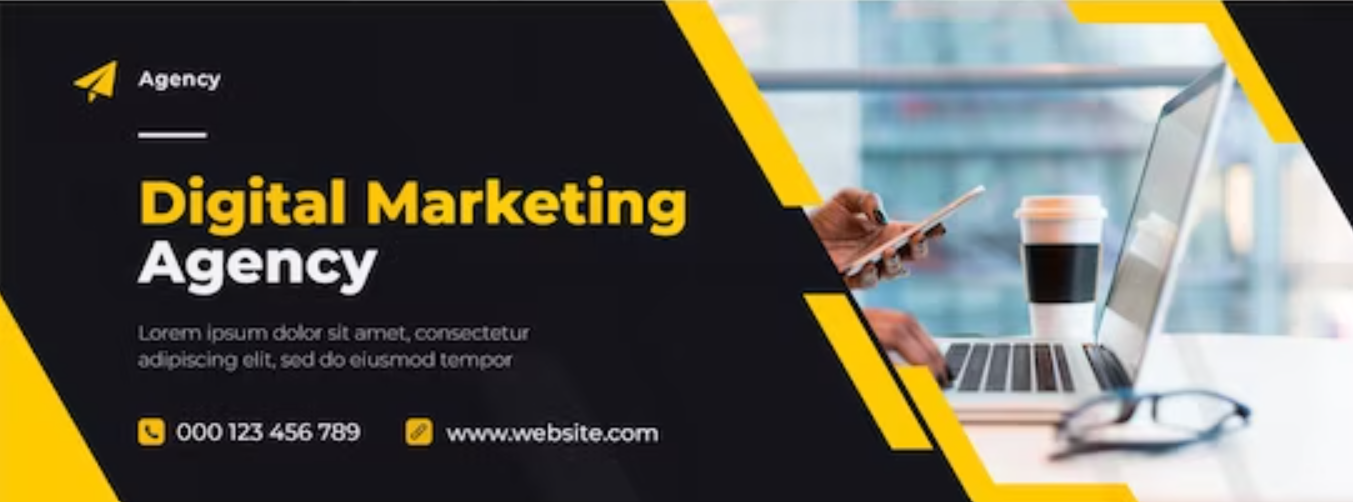 Agency
Digital Marketing
Agency
Lorem ipsum dolor sit amet, consectetur
adipiscing elit, sed do eiusmod tempor
000 123 456 789
www.website.com